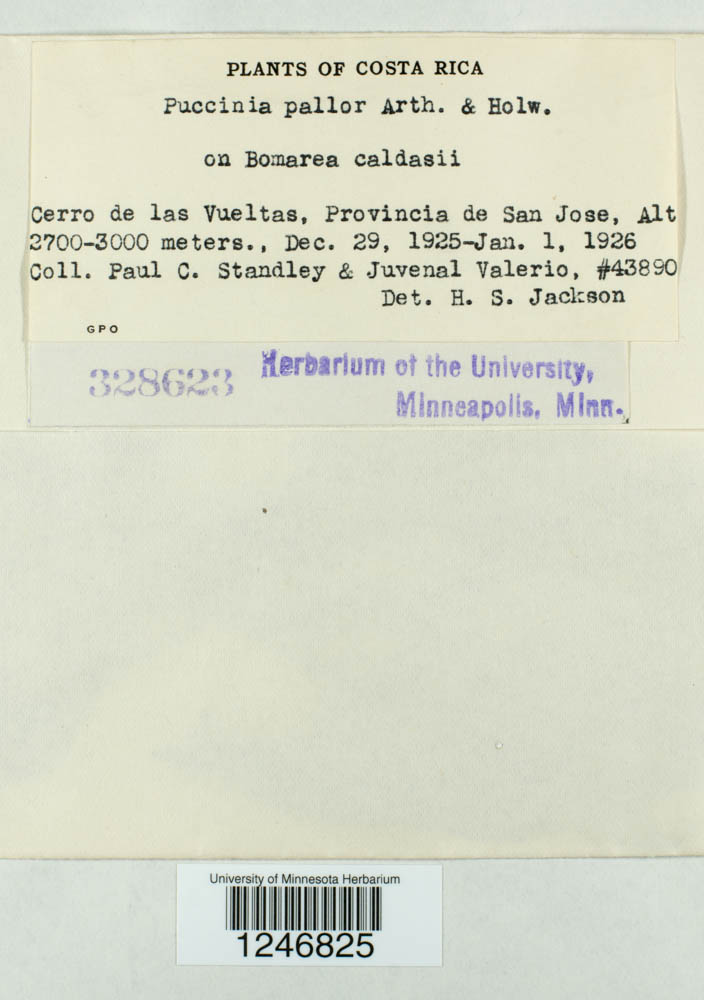 PLANTS OF COSTA RICA
Puccinia pallor Arth. & Holw.
on Bomarea caldasii
Cerro de las Vueltas, Provincia de San Jose, Alt
2700-3000 meters., Dec. 29, 1925-Jan. 1, 1926
Coll. Paul C. Standley & Juvenal Valerio, #43890
Det. H. S. Jackson
GPO
328623 Herbarium of the University,
Minneapolis, Minn.
University of Minnesota Herbarium
1246825